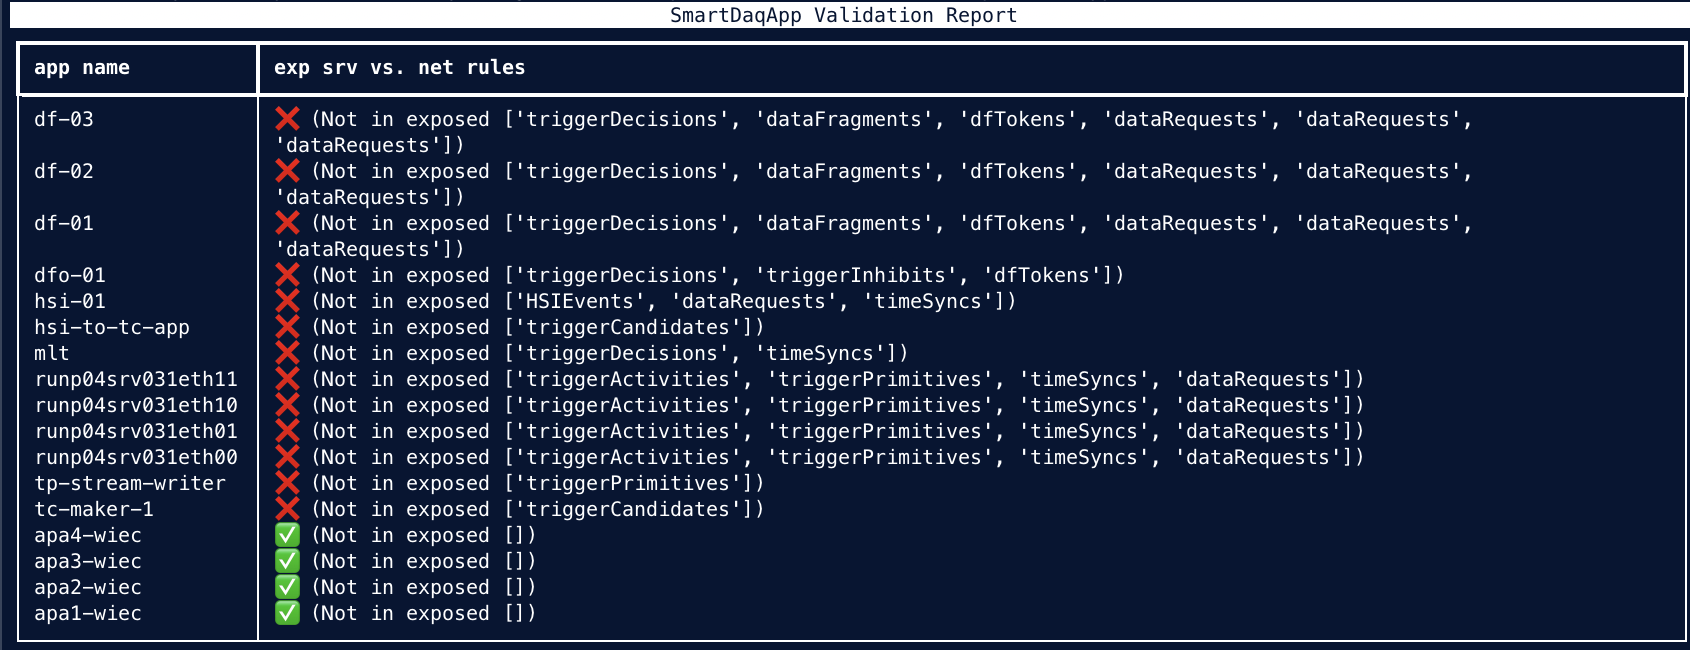 SmartDaqApp Validation Report
app name exp srv vs. net rules
df-03 ❌ (Not in exposed ['triggerDecisions', 'dataFragments', 'dfTokens', 'dataRequests', 'dataRequests',
'dataRequests'])
df-02 ❌ (Not in exposed ['triggerDecisions', 'dataFragments', 'dfTokens', 'dataRequests', 'dataRequests',
'dataRequests'])
df-01 ❌ (Not in exposed ['triggerDecisions', 'dataFragments', 'dfTokens', 'dataRequests', 'dataRequests',
'dataRequests'])
dfo-01 ❌ (Not in exposed ['triggerDecisions', 'triggerInhibits', 'dfTokens'])
hsi-01 ❌ (Not in exposed ['HSIEvents', 'dataRequests', 'timeSyncs'])
hsi-to-tc-app ❌ (Not in exposed ['triggerCandidates'])
mlt ❌ (Not in exposed ['triggerDecisions', 'timeSyncs'])
runp04srv031eth11 ❌ (Not in exposed ['triggerActivities', 'triggerPrimitives', 'timeSyncs', 'dataRequests'])
runp04srv031eth10 ❌ (Not in exposed ['triggerActivities', 'triggerPrimitives', 'timeSyncs', 'dataRequests'])
runp04srv031eth01 ❌ (Not in exposed ['triggerActivities', 'triggerPrimitives', 'timeSyncs', 'dataRequests'])
runp04srv031eth00 ❌ (Not in exposed ['triggerActivities', 'triggerPrimitives', 'timeSyncs', 'dataRequests'])
tp-stream-writer ❌ (Not in exposed ['triggerPrimitives'])
tc-maker-1 ❌ (Not in exposed ['triggerCandidates'])
apa4-wiec ✅ (Not in exposed [])
apa3-wiec ✅ (Not in exposed [])
apa2-wiec ✅ (Not in exposed [])
apa1-wiec ✅ (Not in exposed [])